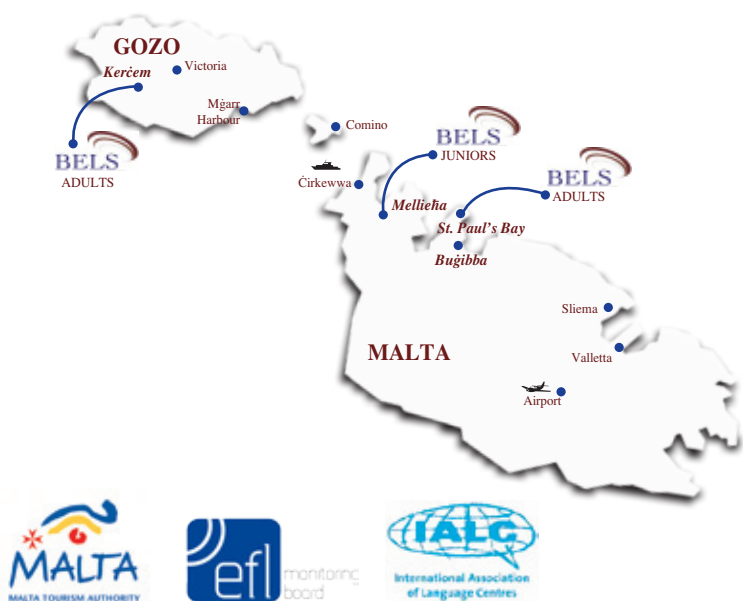 GOZO
Kerċem
Victoria
Mġarr
Harbour
BELS
ADULTS
Comino
BELS
JUNIORS
Ċirkewwa
BELS
ADULTS
Mellieħa
St. Paul's Bay
Buġibba
Sliema
MALTA
Valletta
Airport
MALTA
MALTA TOURISM AUTHORITY
efl monitoring
board
IALC
International Association
of Language Centres